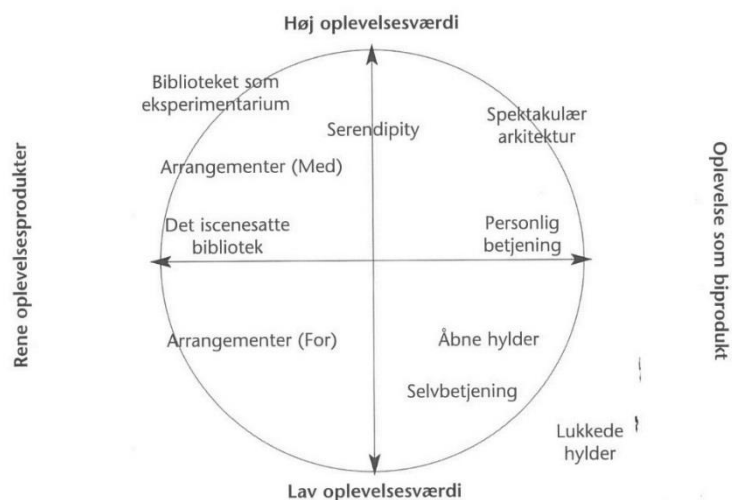 Høj oplevelsesværdi
Biblioteket som
eksperimentarium
Serendipity
Spektakulær
arkitektur
Arrangementer (Med)
Det iscenesatte
bibliotek
Personlig
betjening
Rene oplevelsesprodukter
Oplevelse som biprodukt
Arrangementer (For)
Åbne hylder
Selvbetjening
Lukkede
hylder
Lav oplevelsesværdi